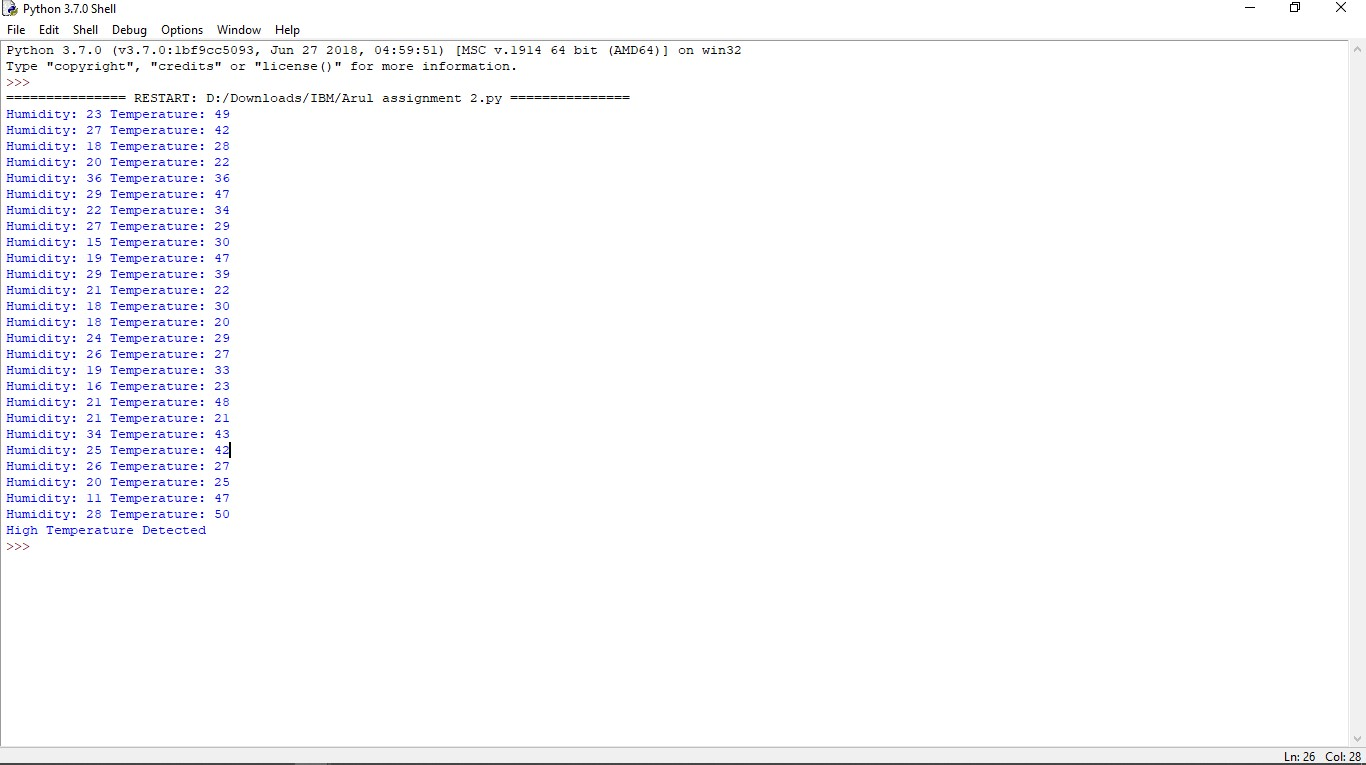 Python 3.7.0 Shell
File Edit Shell Debug Options Window Help
Python 3.7.0 (v3.7.0:1bf9cc5093, Jun 27 2018, 04:59:51) [MSC v.1914 64 bit (AMD64)] on win32
Type "copyright", "credits" or "license()" for more information.
>>>
=============== RESTART: D:/Downloads/IBM/Arul assignment 2.py ===============
Humidity: 23 Temperature: 49
Humidity: 27 Temperature: 42
Humidity: 18 Temperature: 28
Humidity: 20 Temperature: 22
Humidity: 36 Temperature: 36
Humidity: 29 Temperature: 47
Humidity: 22 Temperature: 34
Humidity: 27 Temperature: 29
Humidity: 15 Temperature: 30
Humidity: 19 Temperature: 47
Humidity: 29 Temperature: 39
Humidity: 21 Temperature: 22
Humidity: 18 Temperature: 30
Humidity: 18 Temperature: 20
Humidity: 24 Temperature: 29
Humidity: 26 Temperature: 27
Humidity: 19 Temperature: 33
Humidity: 16 Temperature: 23
Humidity: 21 Temperature: 48
Humidity: 21 Temperature: 21
Humidity: 34 Temperature: 43
Humidity: 25 Temperature: 42
Humidity: 26 Temperature: 27
Humidity: 20 Temperature: 25
Humidity: 11 Temperature: 47
Humidity: 28 Temperature: 50
High Temperature Detected
>>>
Ln: 26 Col: 28